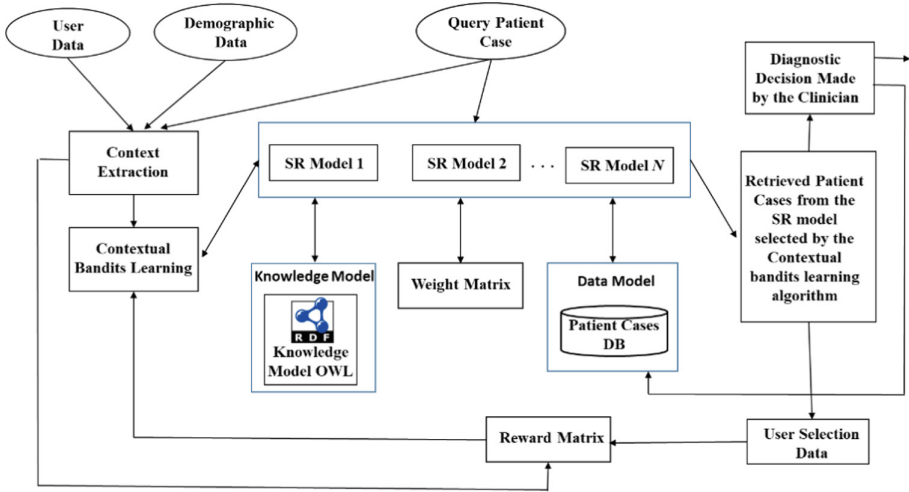 User
Data
Demographic
Data
Query Patient
Case
Diagnostic
Decision Made
by the Clinician
Context
Extraction
SR Model 1
SR Model 2
. . .
SR Model N
Retrieved Patient
Cases from the
SR model
selected by the
Contextual
bandits learning
algorithm
Contextual
Bandits Learning
Knowledge Model
RDF
Knowledge
Model OWL
Weight Matrix
Data Model
Patient Cases
DB
Reward Matrix
User Selection
Data